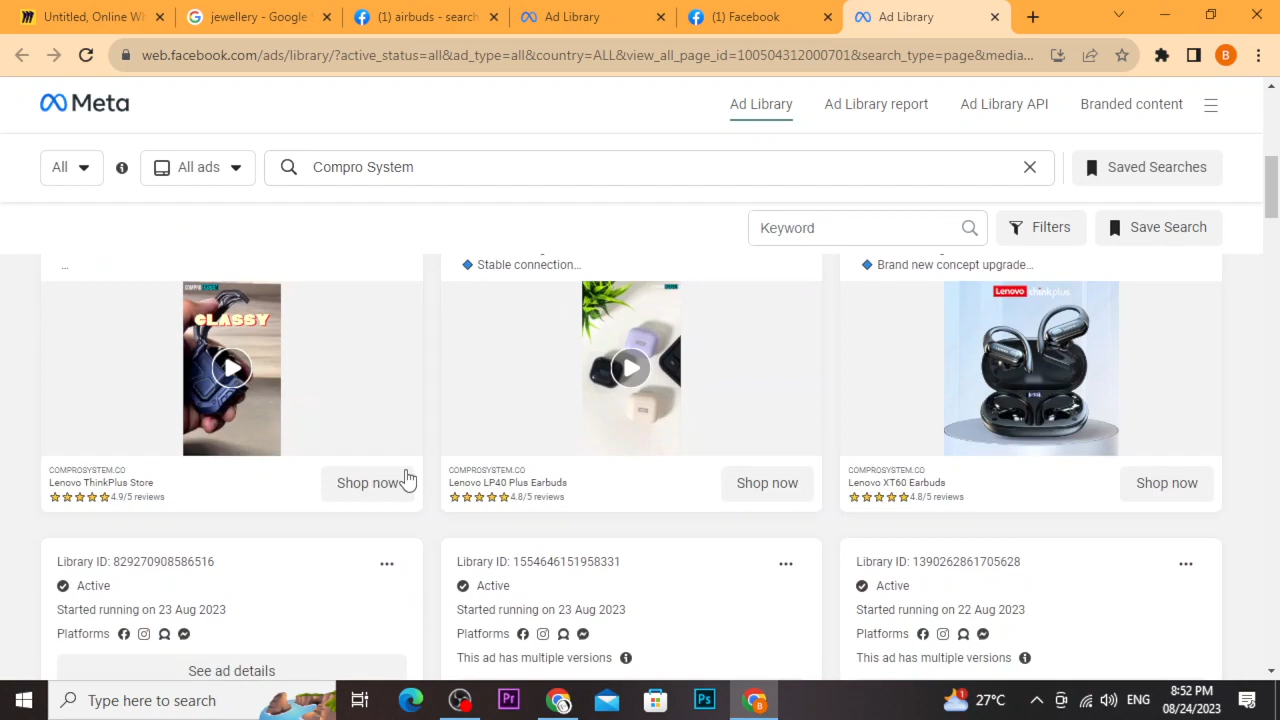 Untitled, Online Wh
jewellery - Google S
(1) airbuds - search
Ad Library
(1) Facebook
Ad Library
web.facebook.com/ads/library/?active_status=all&ad_type=all&country=ALL&view_all_page_id=100504312000701&search_type=page&media...
B
Meta
Ad Library
Ad Library report
Ad Library API
Branded content
All
All ads
Compro System
Saved Searches
Keyword
Filters
Save Search
...
Stable connection...
Brand new concept upgrade...
COMPRO
CLASSY
Lenovo thinkplus
COMPROSYSTEM.CO
Lenovo ThinkPlus Store
4.9/5 reviews
Shop now
COMPROSYSTEM.CO
Lenovo LP40 Plus Earbuds
4.8/5 reviews
Shop now
COMPROSYSTEM.CO
Lenovo XT60 Earbuds
4.8/5 reviews
Shop now
Library ID: 829270908586516
Active
Started running on 23 Aug 2023
Platforms
See ad details
Library ID: 1554646151958331
Active
Started running on 23 Aug 2023
Platforms
This ad has multiple versions
Library ID: 1390262861705628
Active
Started running on 22 Aug 2023
Platforms
This ad has multiple versions
Type here to search
Pr
Ps
B
1
27°C
ENG
8:52 PM
08/24/2023